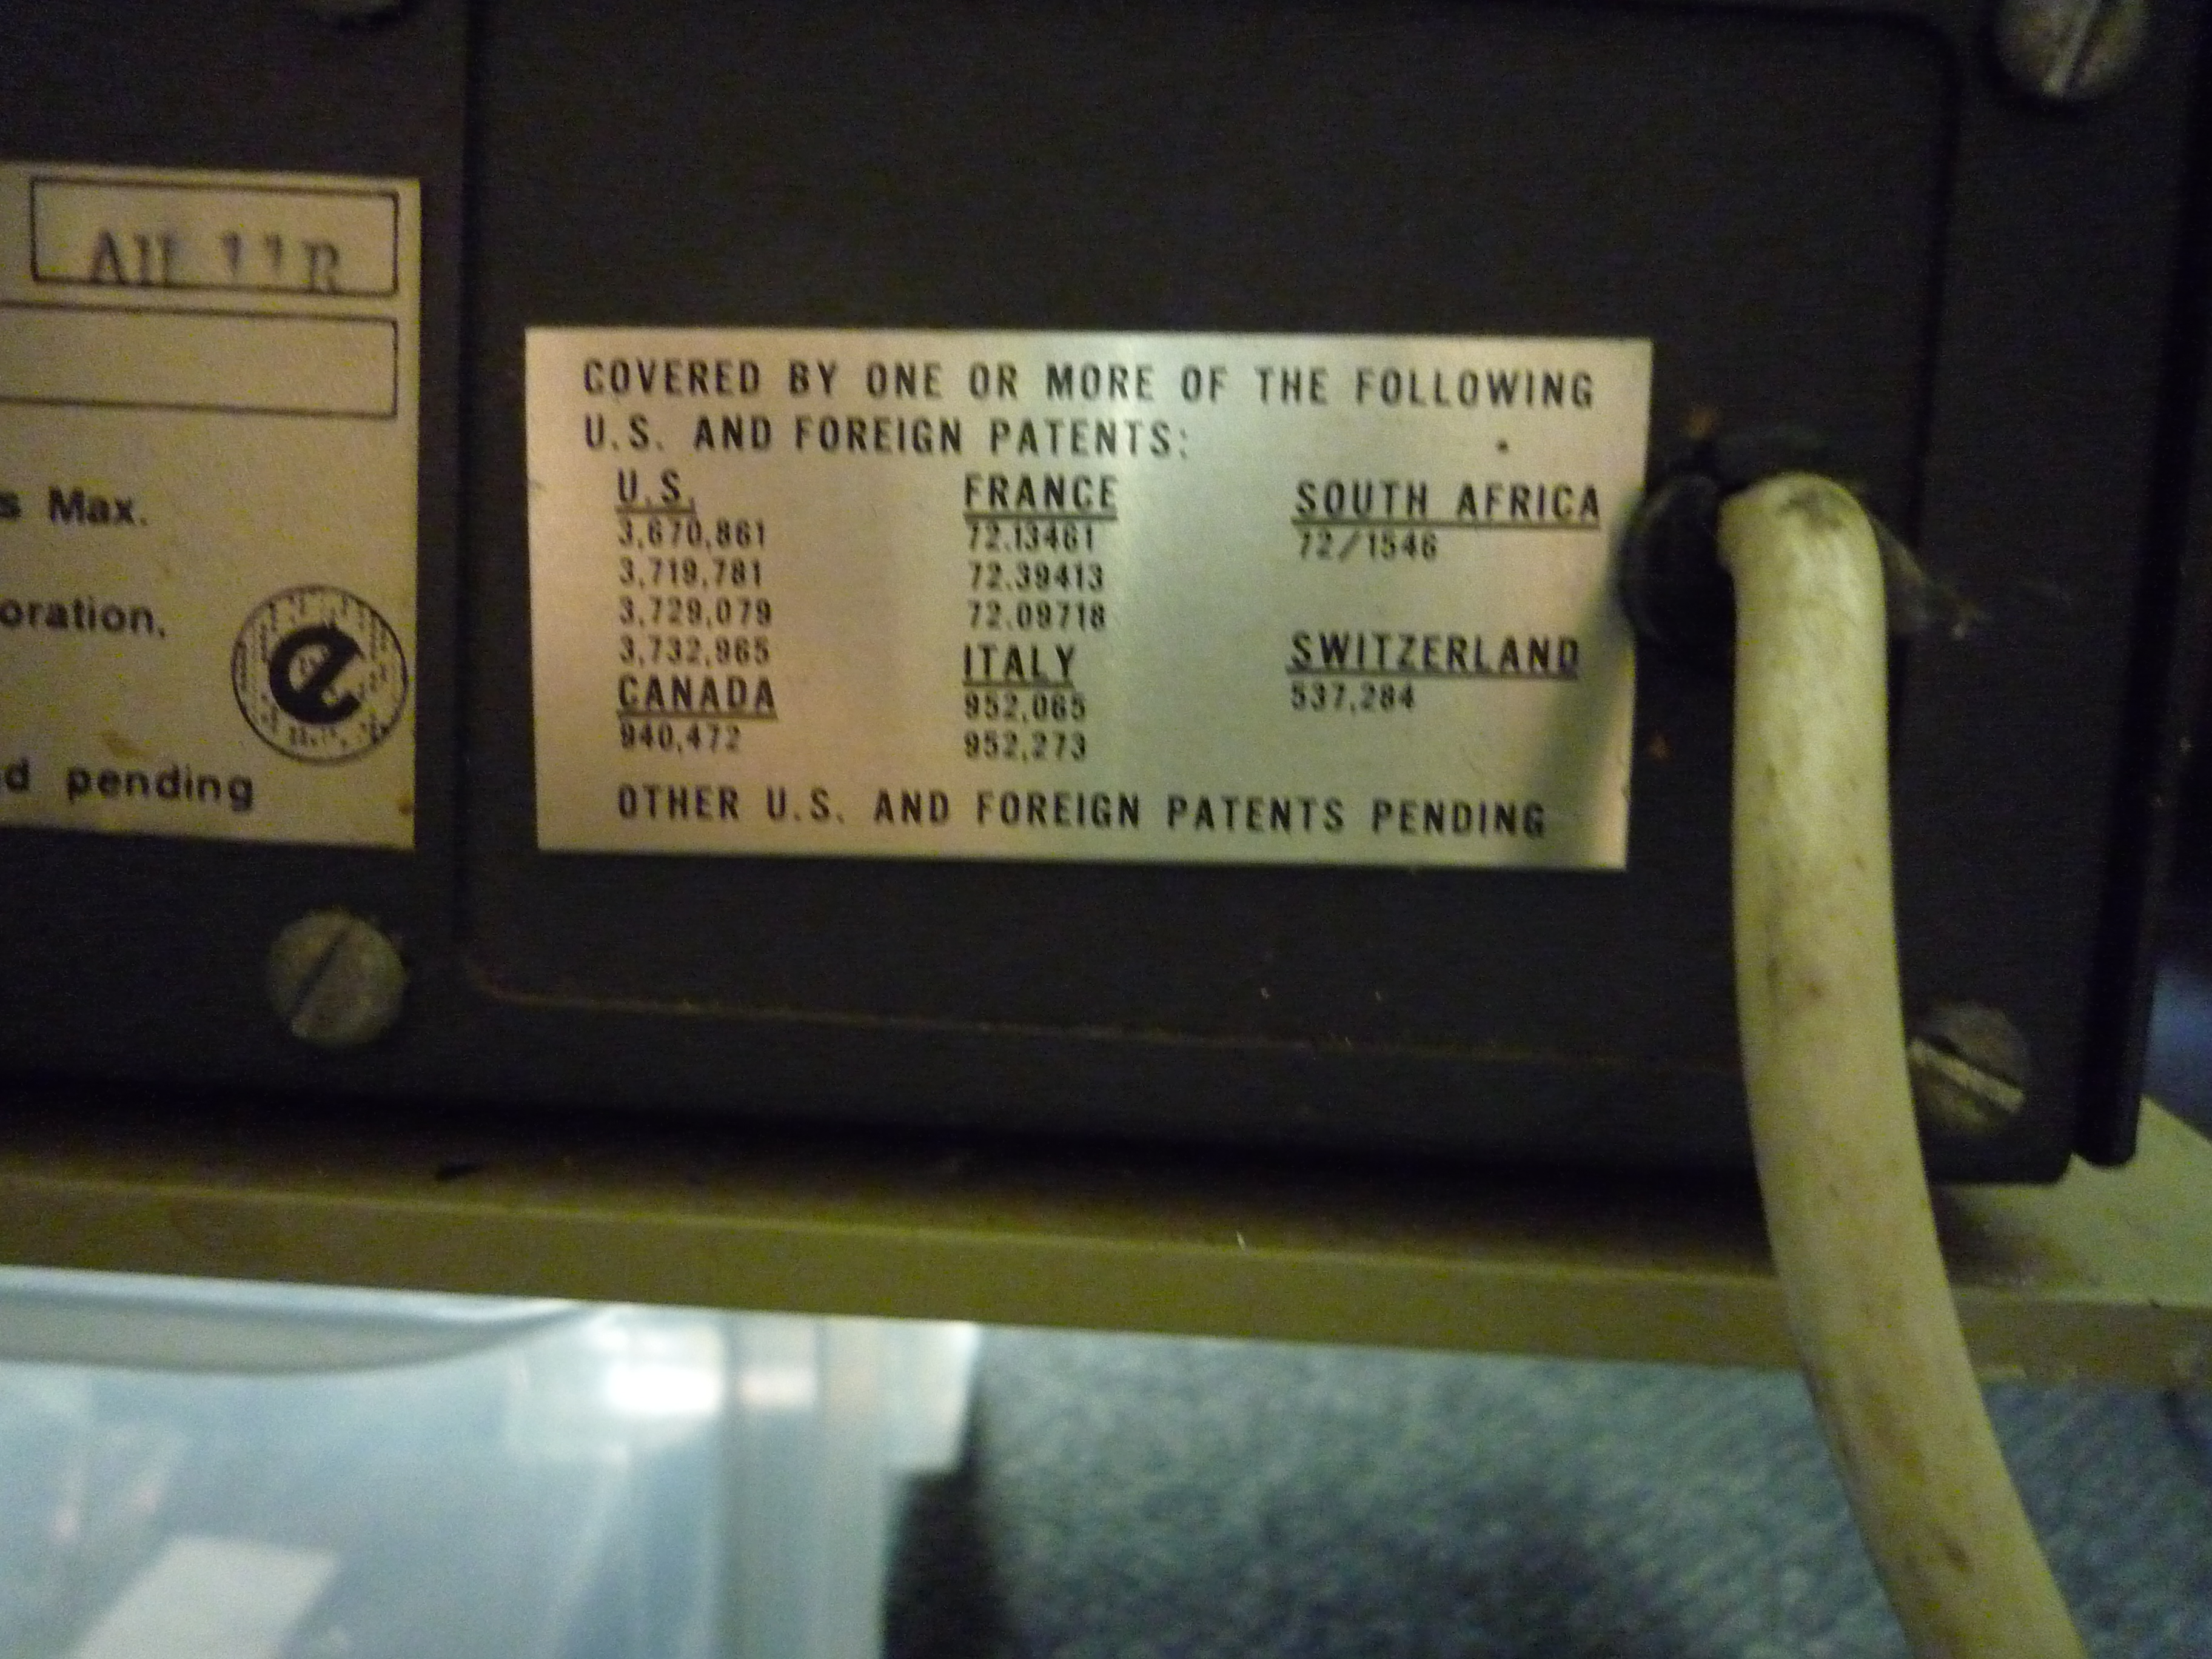 s Max.
oration.
e
d pending
COVERED BY ONE OR MORE OF THE FOLLOWING
U.S. AND FOREIGN PATENTS:
U.S.
3,670,861
3,719,781
3,729,079
3,732,965
CANADA
940,472
FRANCE
72.13461
72.39413
72.09718
ITALY
952,065
952,273
SOUTH AFRICA
72/1546
SWITZERLAND
537,284
OTHER U.S. AND FOREIGN PATENTS PENDING